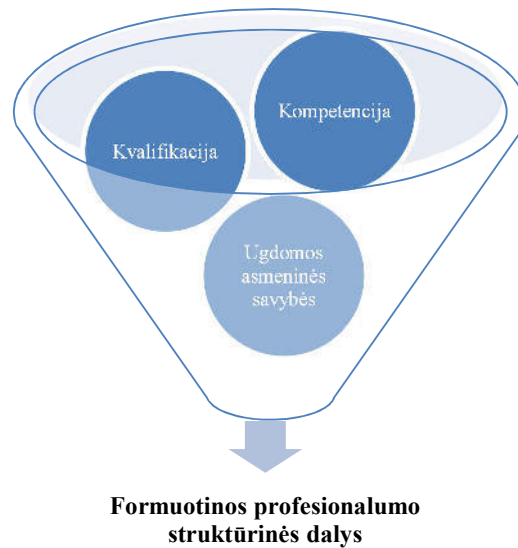 Kompetencija
Kvalifikacija
Ugdomos
asmeninės
savybės
Formuotinos profesionalumo
struktūrinės dalys